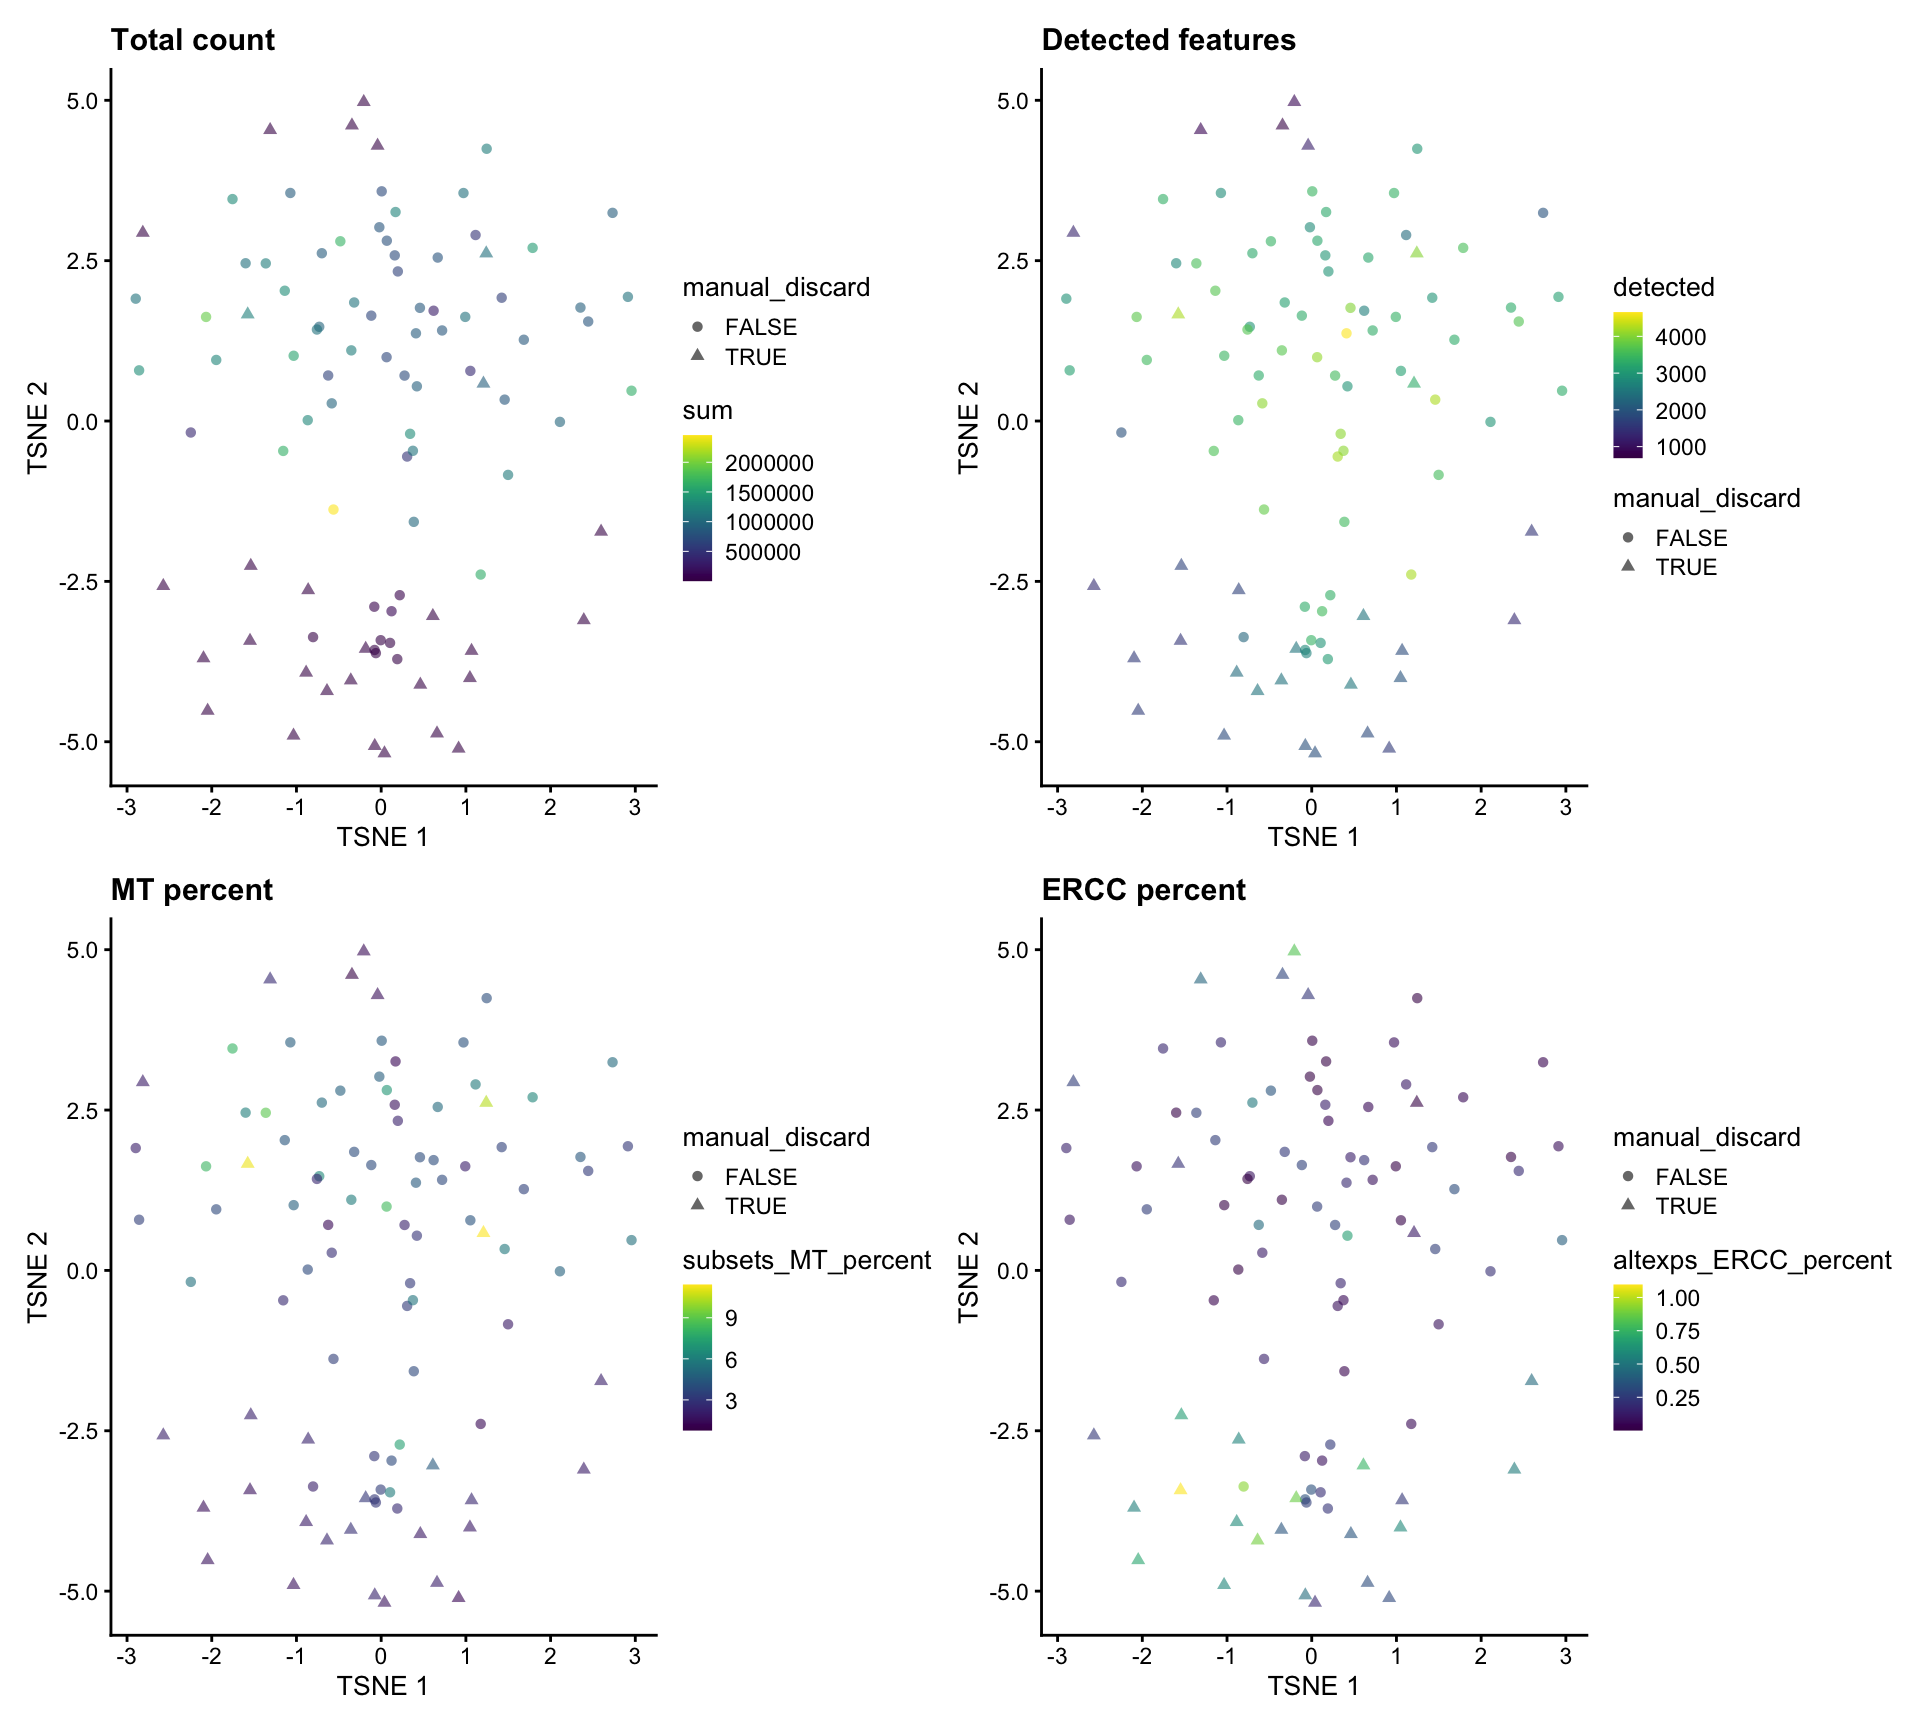 Total count
5.0
2.5
0.0
-2.5
-5.0
TSNE 2
-3 -2 -1 0 1 2 3
TSNE 1
manual_discard
FALSE
TRUE
sum
2000000
1500000
1000000
500000
Detected features
5.0
2.5
0.0
-2.5
-5.0
TSNE 2
-3 -2 -1 0 1 2 3
TSNE 1
detected
4000
3000
2000
1000
manual_discard
FALSE
TRUE
MT percent
5.0
2.5
0.0
-2.5
-5.0
TSNE 2
-3 -2 -1 0 1 2 3
TSNE 1
manual_discard
FALSE
TRUE
subsets_MT_percent
9
6
3
ERCC percent
5.0
2.5
0.0
-2.5
-5.0
TSNE 2
-3 -2 -1 0 1 2 3
TSNE 1
manual_discard
FALSE
TRUE
altexps_ERCC_percent
1.00
0.75
0.50
0.25